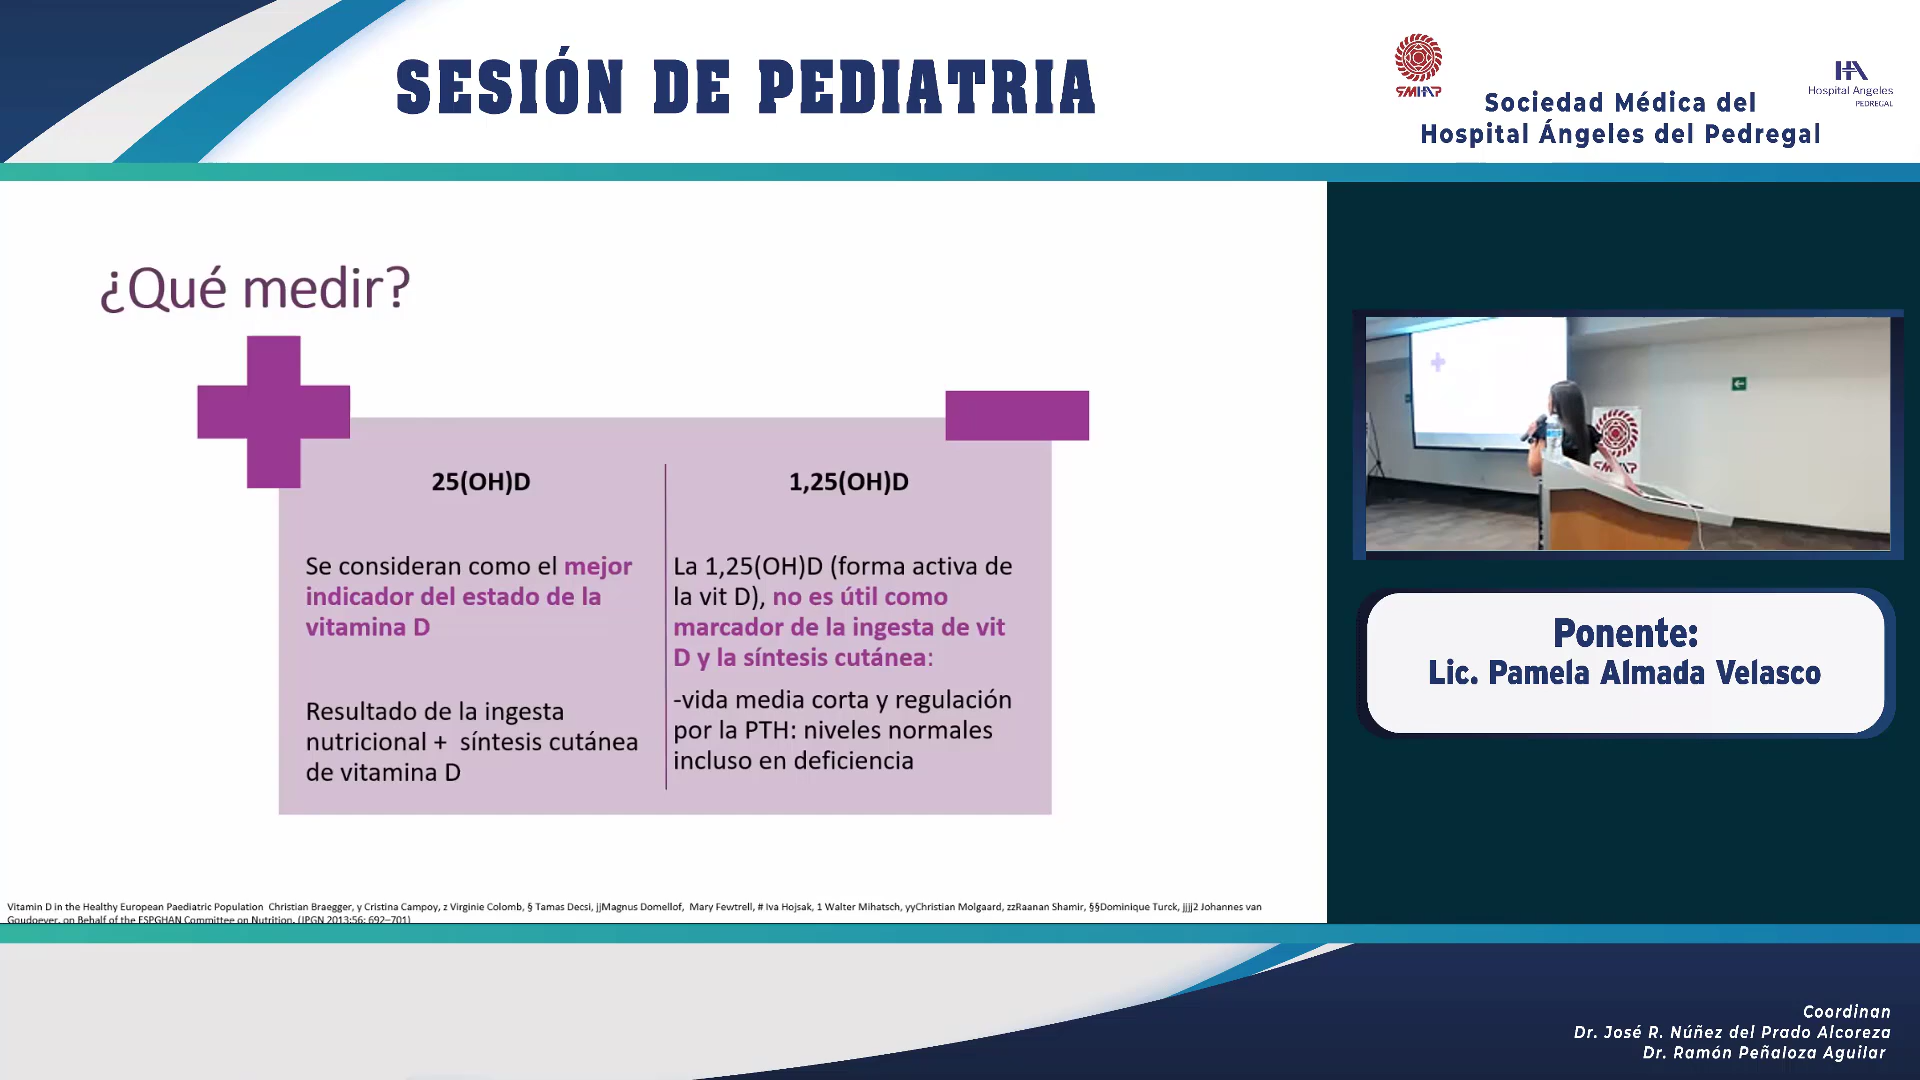 SESIÓN DE PEDIATRIA
SMHAP
Sociedad Médica del
Hospital Ángeles del Pedregal
HA
Hospital Angeles
PEDREGAL
¿Qué medir?
25(OH)D
Se consideran como el mejor
indicador del estado de la
vitamina D
Resultado de la ingesta
nutricional + síntesis cutánea
de vitamina D
1,25(OH)D
La 1,25(OH)D (forma activa de
la vit D), no es útil como
marcador de la ingesta de vit
D y la síntesis cutánea:
-vida media corta y regulación
por la PTH: niveles normales
incluso en deficiencia
Vitamin D in the Healthy European Paediatric Population Christian Braegger, y Cristina Campoy, z Virginie Colomb, § Tamas Decsi, jjMagnus Domellof, Mary Fewtrell, # Iva Hojsak, 1 Walter Mihatsch, yyChristian Molgaard, zzRaanan Shamir, §§Dominique Turck, jjjj2 Johannes van
Goudoever, on Behalf of the ESPGHAN Committee on Nutrition. (JPGN 2013;56: 692–701)
SMHAP
Ponente:
Lic. Pamela Almada Velasco
Coordinan
Dr. José R. Núñez del Prado Alcoreza
Dr. Ramón Peñaloza Aguilar